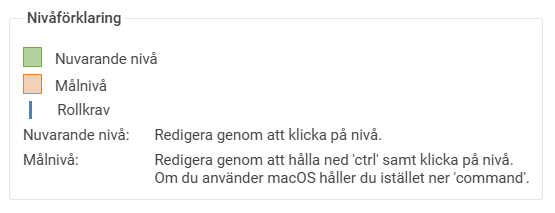 Nivåförklaring
Nuvarande nivå
Målnivå
Rollkrav
Nuvarande nivå: Redigera genom att klicka på nivå.
Målnivå: Redigera genom att hålla ned 'ctrl' samt klicka på nivå.
Om du använder macOS håller du istället ner 'command'.